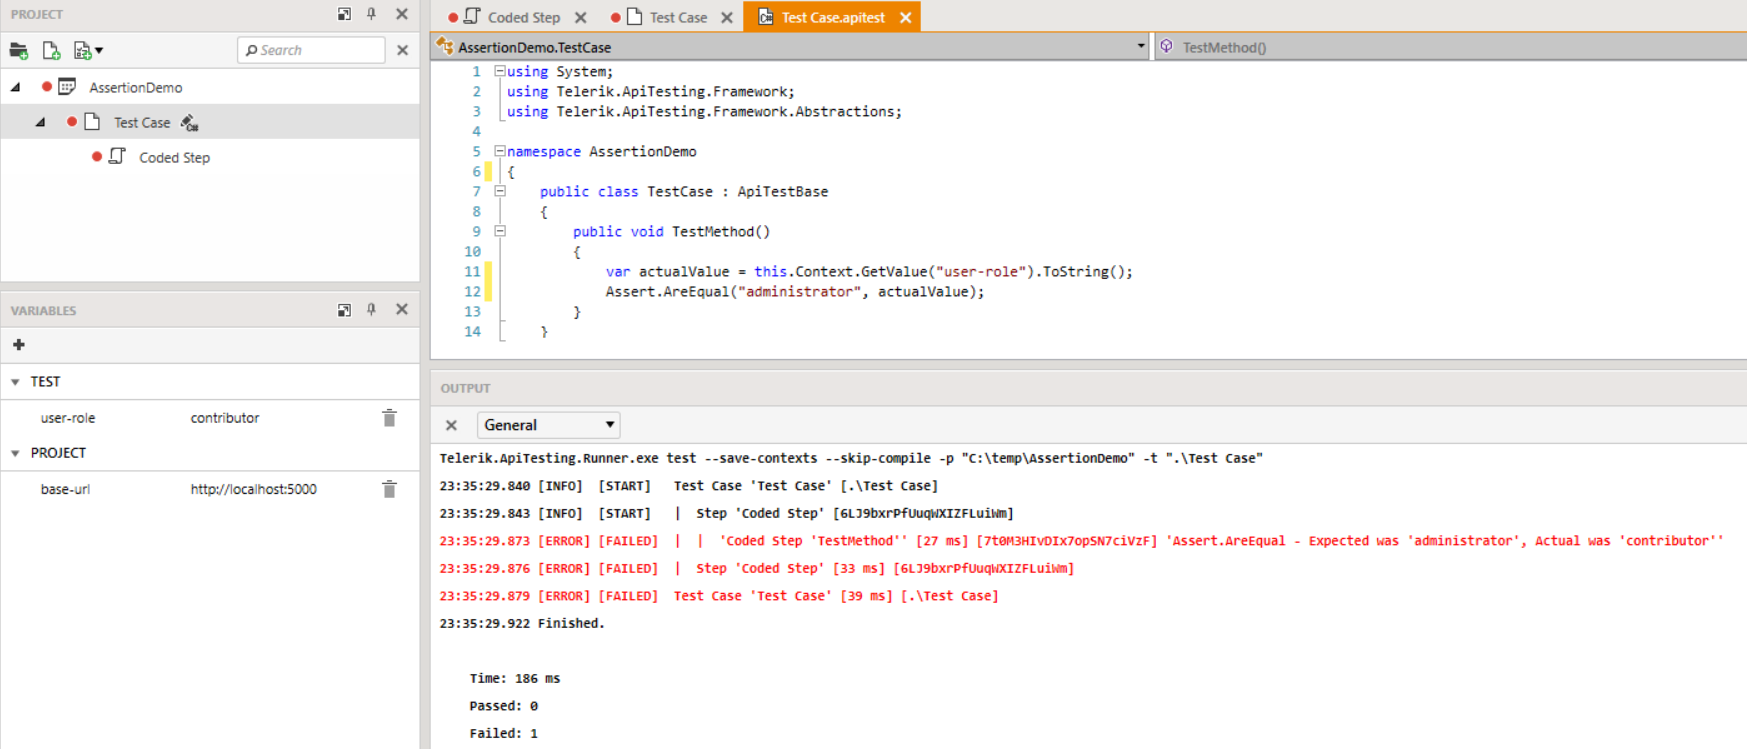 PROJECT
Search
AssertionDemo
Test Case
Coded Step
VARIABLES
TEST
user-role contributor
PROJECT
base-url http://localhost:5000
Coded Step Test Case Test Case.apitest
AssertionDemo.TestCase TestMethod()
1 using System;
2 using Telerik.ApiTesting.Framework;
3 using Telerik.ApiTesting.Framework.Abstractions;
4
5 namespace AssertionDemo
6 {
7 public class TestCase : ApiTestBase
8 {
9 public void TestMethod()
10 {
11 var actualValue = this.Context.GetValue("user-role").ToString();
12 Assert.AreEqual("administrator", actualValue);
13 }
14 }
OUTPUT
General
Telerik.ApiTesting.Runner.exe test --save-contexts --skip-compile -p "C:\temp\AssertionDemo" -t ".\Test Case"
23:35:29.840 [INFO] [START] Test Case 'Test Case' [.\Test Case]
23:35:29.843 [INFO] [START] | Step 'Coded Step' [6LJ9bxrPfUuqWXIZFLuiWm]
23:35:29.873 [ERROR] [FAILED] | | 'Coded Step 'TestMethod'' [27 ms] [7t0M3HIvDIx7opSN7ciVzF] 'Assert.AreEqual - Expected was 'administrator', Actual was 'contributor''
23:35:29.876 [ERROR] [FAILED] | Step 'Coded Step' [33 ms] [6LJ9bxrPfUuqWXIZFLuiWm]
23:35:29.879 [ERROR] [FAILED] Test Case 'Test Case' [39 ms] [.\Test Case]
23:35:29.922 Finished.
Time: 186 ms
Passed: 0
Failed: 1